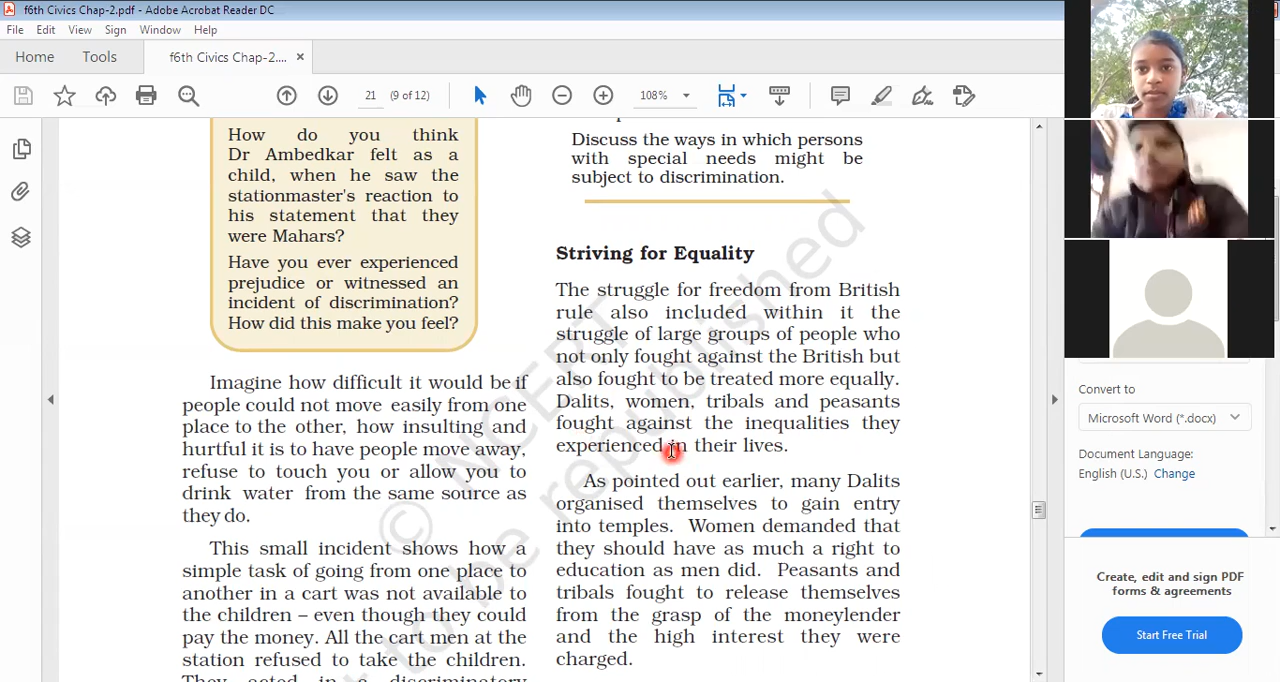 f6th Civics Chap-2.pdf - Adobe Acrobat Reader DC
File Edit View Window Sign Help
Home Tools f6th Civics Chap-2.... ×
21 (9 of 12) 108%
How do you think
Dr Ambedkar felt as a
child, when he saw the
stationmaster's reaction to
his statement that they
were Mahars?
Have you ever experienced
prejudice or witnessed an
incident of discrimination?
How did this make you feel?
Imagine how difficult it would be if
people could not move easily from one
place to the other, how insulting and
hurtful it is to have people move away,
refuse to touch you or allow you to
drink water from the same source as
they do.
This small incident shows how a
simple task of going from one place to
another in a cart was not available to
the children – even though they could
pay the money. All the cart men at the
station refused to take the children.
They acted in a discriminatory
Discuss the ways in which persons
with special needs might be
subject to discrimination.
Striving for Equality
The struggle for freedom from British
rule also included within it the
struggle of large groups of people who
not only fought against the British but
also fought to be treated more equally.
Dalits, women, tribals and peasants
fought against the inequalities they
experienced in their lives.
As pointed out earlier, many Dalits
organised themselves to gain entry
into temples. Women demanded that
they should have as much a right to
education as men did. Peasants and
tribals fought to release themselves
from the grasp of the moneylender
and the high interest they were
charged.
© NCERT
not to be republished
Convert to
Microsoft Word (*.docx)
Document Language:
English (U.S.) Change
Create, edit and sign PDF
forms & agreements
Start Free Trial